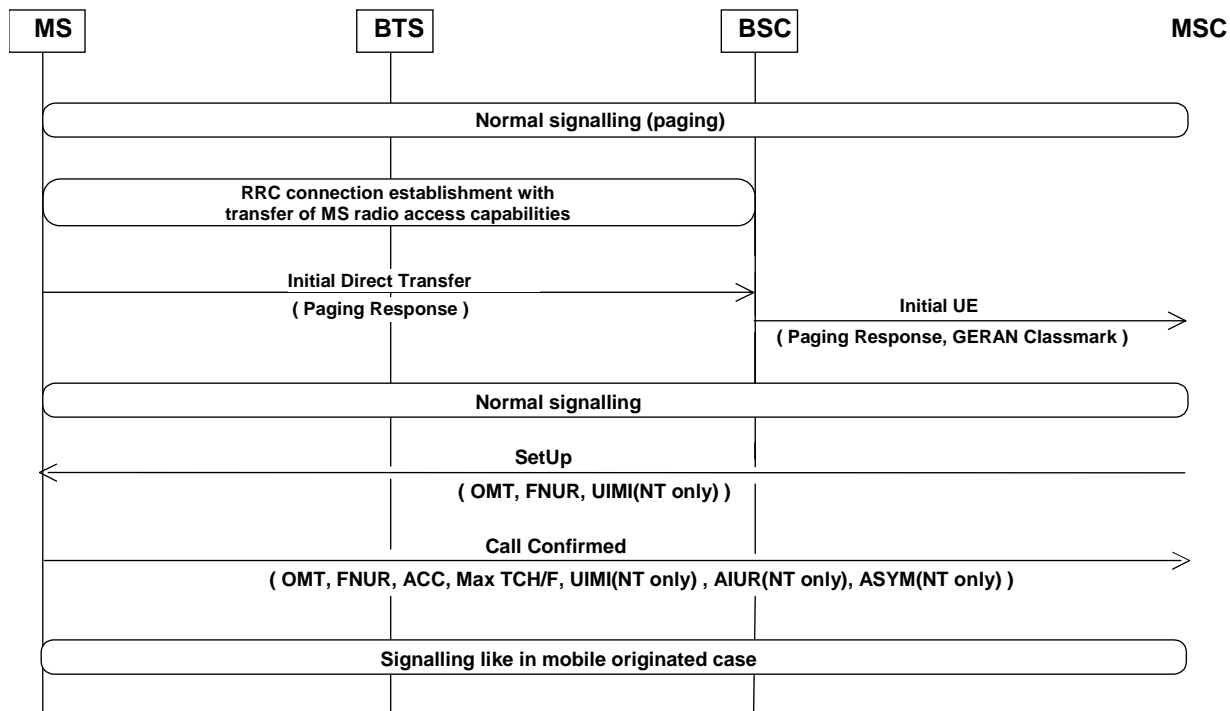 MS BTS BSC MSC
Normal signalling (paging)
RRC connection establishment with
transfer of MS radio access capabilities
Initial Direct Transfer
( Paging Response )
Initial UE
( Paging Response, GERAN Classmark )
Normal signalling
SetUp
( OMT, FNUR, UIMI(NT only) )
Call Confirmed
( OMT, FNUR, ACC, Max TCH/F, UIMI(NT only) , AIUR(NT only), ASYM(NT only) )
Signalling like in mobile originated case